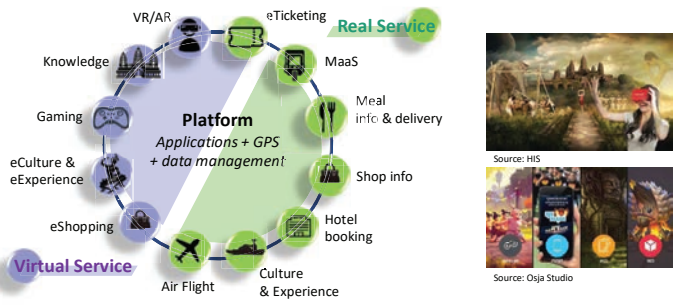 VR/AR
eTicketing
Real Service
Knowledge
MaaS
Gaming
Platform
Applications + GPS
+ data management
Meal
info & delivery
eCulture &
eExperience
Shop info
eShopping
Hotel
booking
Virtual Service
Air Flight
Culture
& Experience
Source: HIS
Source: Osja Studio